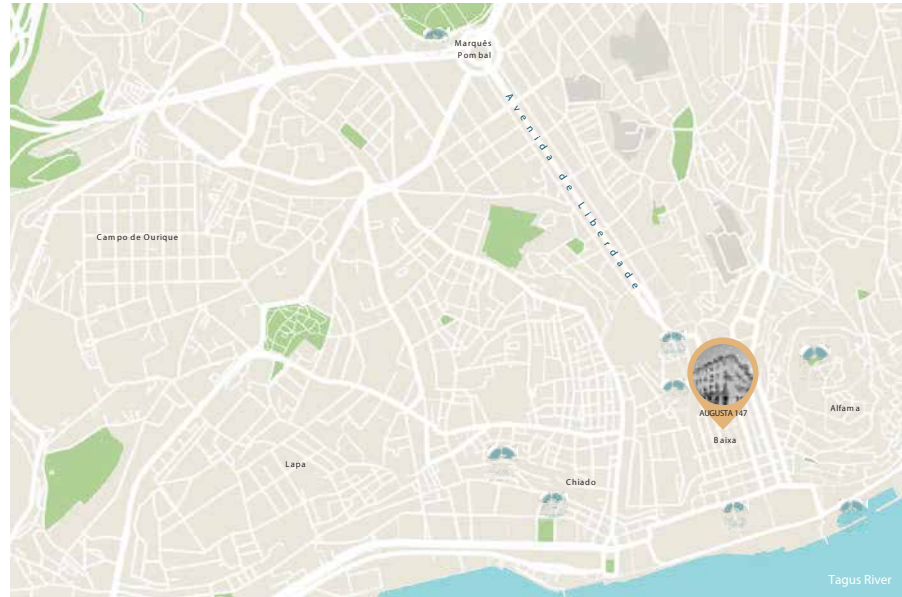 Marquês
Pombal
Avenida de Liberdade
Campo de Ourique
AUGUSTA 147
Alfama
Baixa
Lapa
Chiado
Tagus River